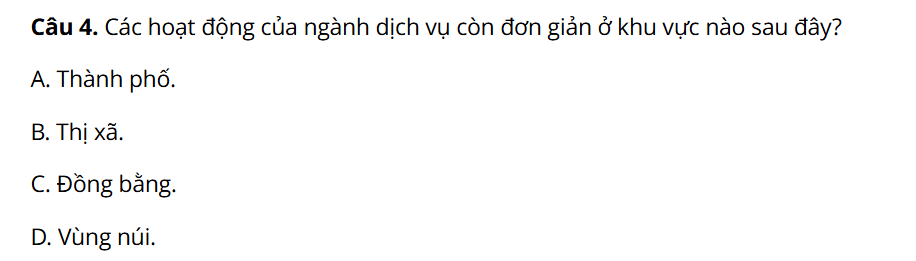 Câu 4. Các hoạt động của ngành dịch vụ còn đơn giản ở khu vực nào sau đây?
A. Thành phố.
B. Thị xã.
C. Đồng bằng.
D. Vùng núi.